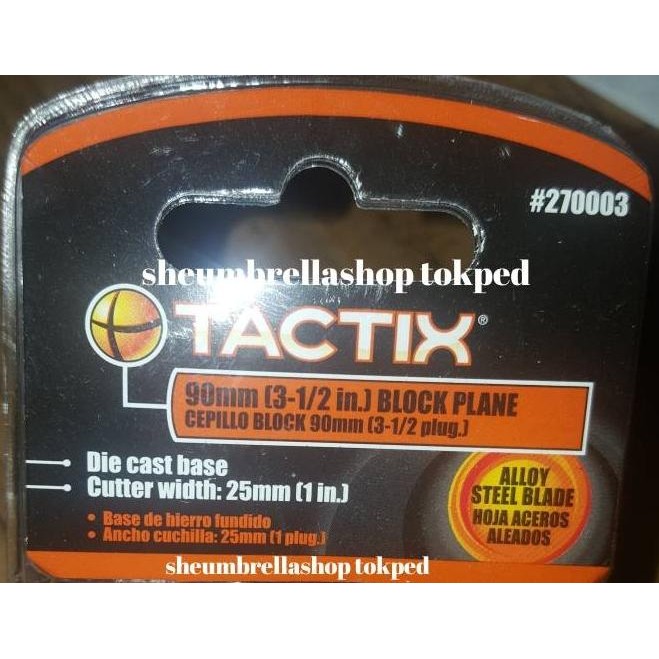 #270003
sheumbrellashop tokped
TACTIX®
90mm (3-1/2 in.) BLOCK PLANE
CEPILLO BLOCK 90mm (3-1/2 plug.)
Die cast base
Cutter width: 25mm (1 in.)
• Base de hierro fundido
• Ancho cuchilla: 25mm (1 plug.)
ALLOY
STEEL BLADE
HOJA ACEROS
ALEADOS
sheumbrellashop tokped